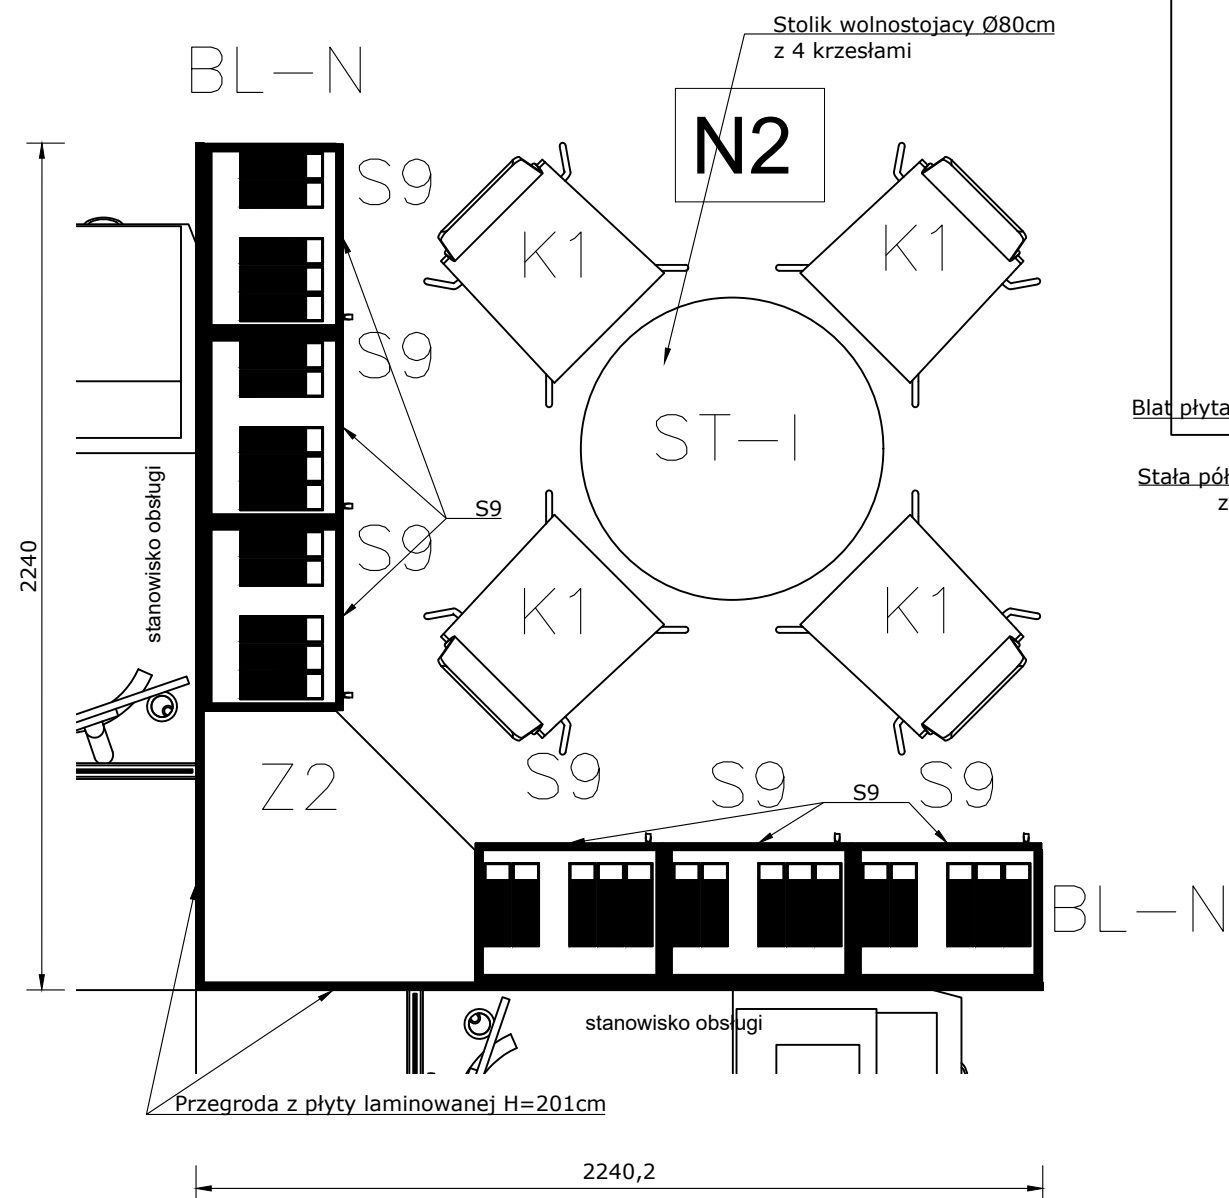 Stolik wolnostojacy Ø80cm
z 4 krzesłami
BL-N
N2
S9
K1
K1
S9
ST-I
Blat płyta
Stała pół
z
S9
S9
stanowisko obsługi
2240
K1
K1
Z2
S9
S9
S9
S9
BL-N
stanowisko obsługi
Przegroda z płyty laminowanej H=201cm
2240,2